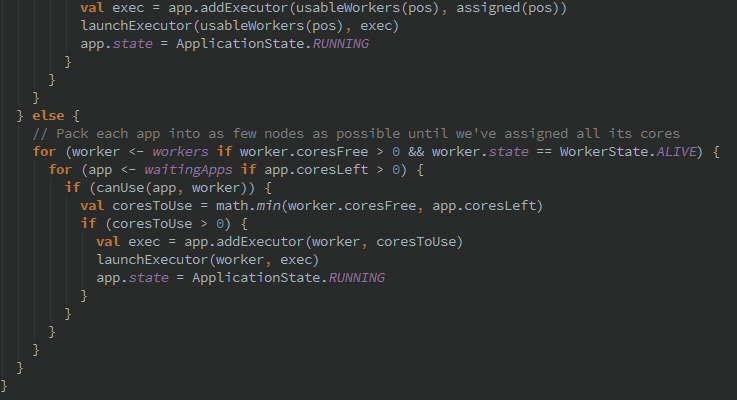 val exec = app.addExecutor(usableWorkers(pos), assigned(pos))
launchExecutor(usableWorkers(pos), exec)
app.state = ApplicationState.RUNNING
}
}
}
} else {
// Pack each app into as few nodes as possible until we've assigned all its cores
for (worker <- workers if worker.coresFree > 0 && worker.state == WorkerState.ALIVE) {
for (app <- waitingApps if app.coresLeft > 0) {
if (canUse(app, worker)) {
val coresToUse = math.min(worker.coresFree, app.coresLeft)
if (coresToUse > 0) {
val exec = app.addExecutor(worker, coresToUse)
launchExecutor(worker, exec)
app.state = ApplicationState.RUNNING
}
}
}
}
}
}